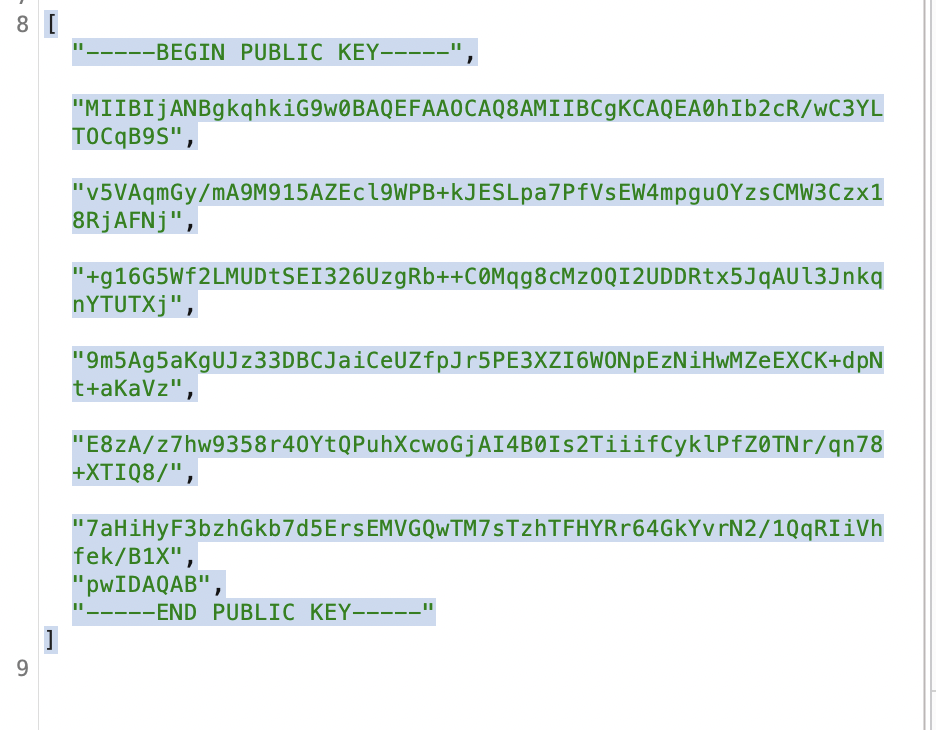 8 [
"-----BEGIN PUBLIC KEY-----",
"MIIBIjANBgkqhkiG9w0BAQEFAAOCAQ8AMIIBCgKCAQEA0hIb2cR/wC3YL
TOCqB9S",
"v5VAqmGy/mA9M915AZEcl9WPB+kJESLpa7PfVsEW4mpguOYzsCMW3Czx1
8RjAFNj",
"+g16G5Wf2LMUDtSEI326UzgRb++C0Mqg8cMzOQI2UDDRtx5JqAUl3Jnkq
nYTUTXj",
"9m5Ag5aKgUJz33DBCJaiCeUZfpJr5PE3XZI6WONpEzNiHwMZeEXCK+dpN
t+aKaVz",
"E8zA/z7hw9358r4OYtQPuhXcwoGjAI4B0Is2TiiifCyklPfZ0TNr/qn78
+XTIQ8/",
"7aHiHyF3bzhGkb7d5ErsEMVGQwTM7sTzhTFHYRr64GkYvrN2/1QqRIiVh
fek/B1X",
"pwIDAQAB",
"-----END PUBLIC KEY-----"
]
9